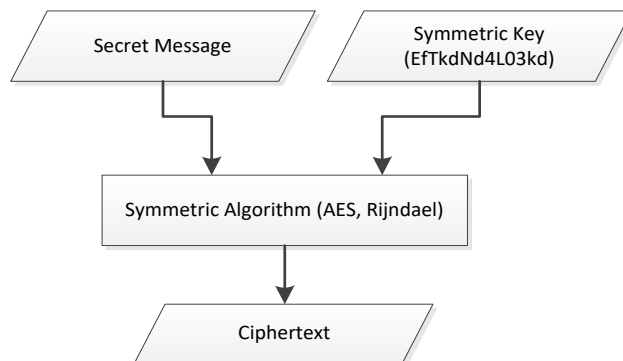 Secret Message
Symmetric Key
(EfTkdNd4L03kd)
Symmetric Algorithm (AES, Rijndael)
Ciphertext